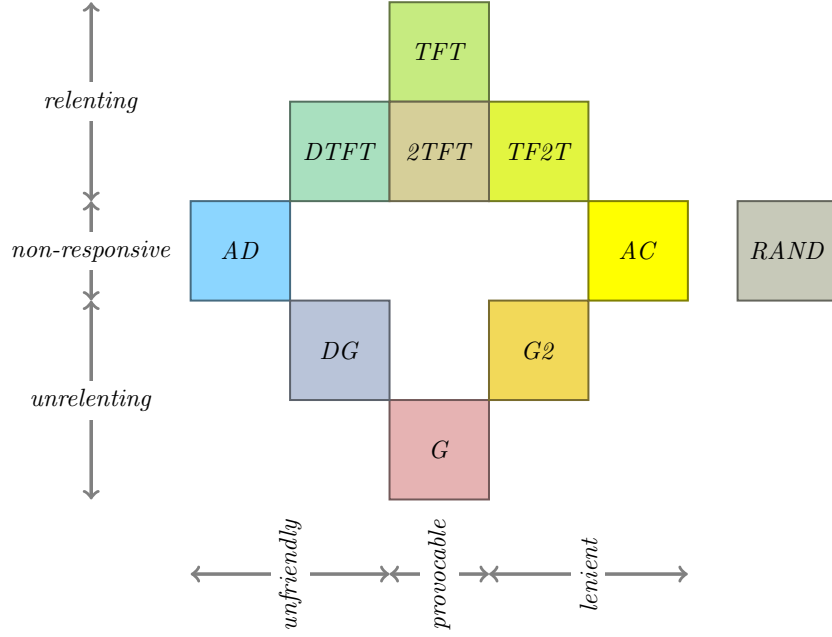 TFT
relenting
DTFT 2TFT TF2T
non-responsive AD AC RAND
DG G2
unrelenting
G
unfriendly provocable lenient